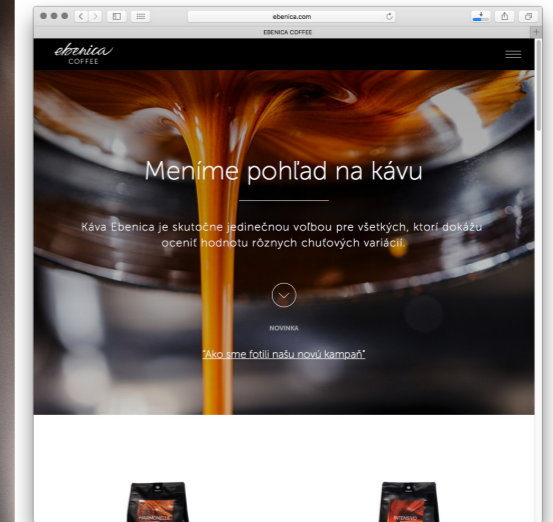 ebenica.com
EBENICA COFFEE
ebenica
COFFEE
Meníme pohľad na kávu
Káva Ebenica je skutočne jedinečnou voľbou pre všetkých, ktorí dokážu
oceniť hodnotu rôznych chuťových variácií.
NOVINKA
"Ako sme fotili našu novú kampaň"
INTENSIVO